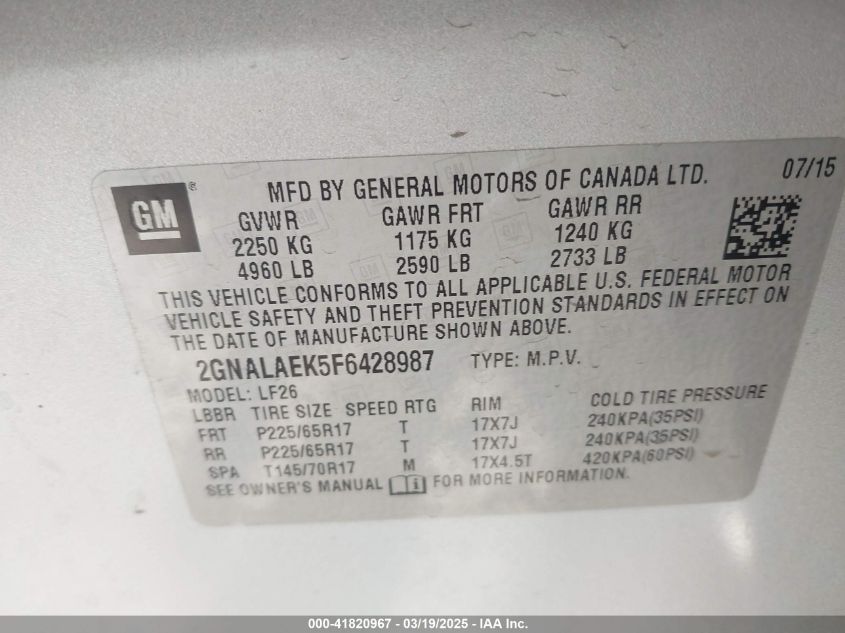 GM ® MFD BY GENERAL MOTORS OF CANADA LTD. 07/15
GVWR GAWR FRT GAWR RR
2250 KG 1175 KG 1240 KG
4960 LB 2590 LB 2733 LB
THIS VEHICLE CONFORMS TO ALL APPLICABLE U.S. FEDERAL MOTOR
VEHICLE SAFETY AND THEFT PREVENTION STANDARDS IN EFFECT ON
THE DATE OF MANUFACTURE SHOWN ABOVE.
2GNALAEK5F6428987 TYPE: M.P.V.
MODEL: LF26
LBBR TIRE SIZE SPEED RTG RIM COLD TIRE PRESSURE
FRT P225/65R17 T 17X7J 240KPA(35PSI)
RR P225/65R17 T 17X7J 240KPA(35PSI)
SPA T145/70R17 M 17X4.5T 420KPA(60PSI)
SEE OWNER'S MANUAL i FOR MORE INFORMATION.
000-41820967 - 03/19/2025 - IAA Inc.